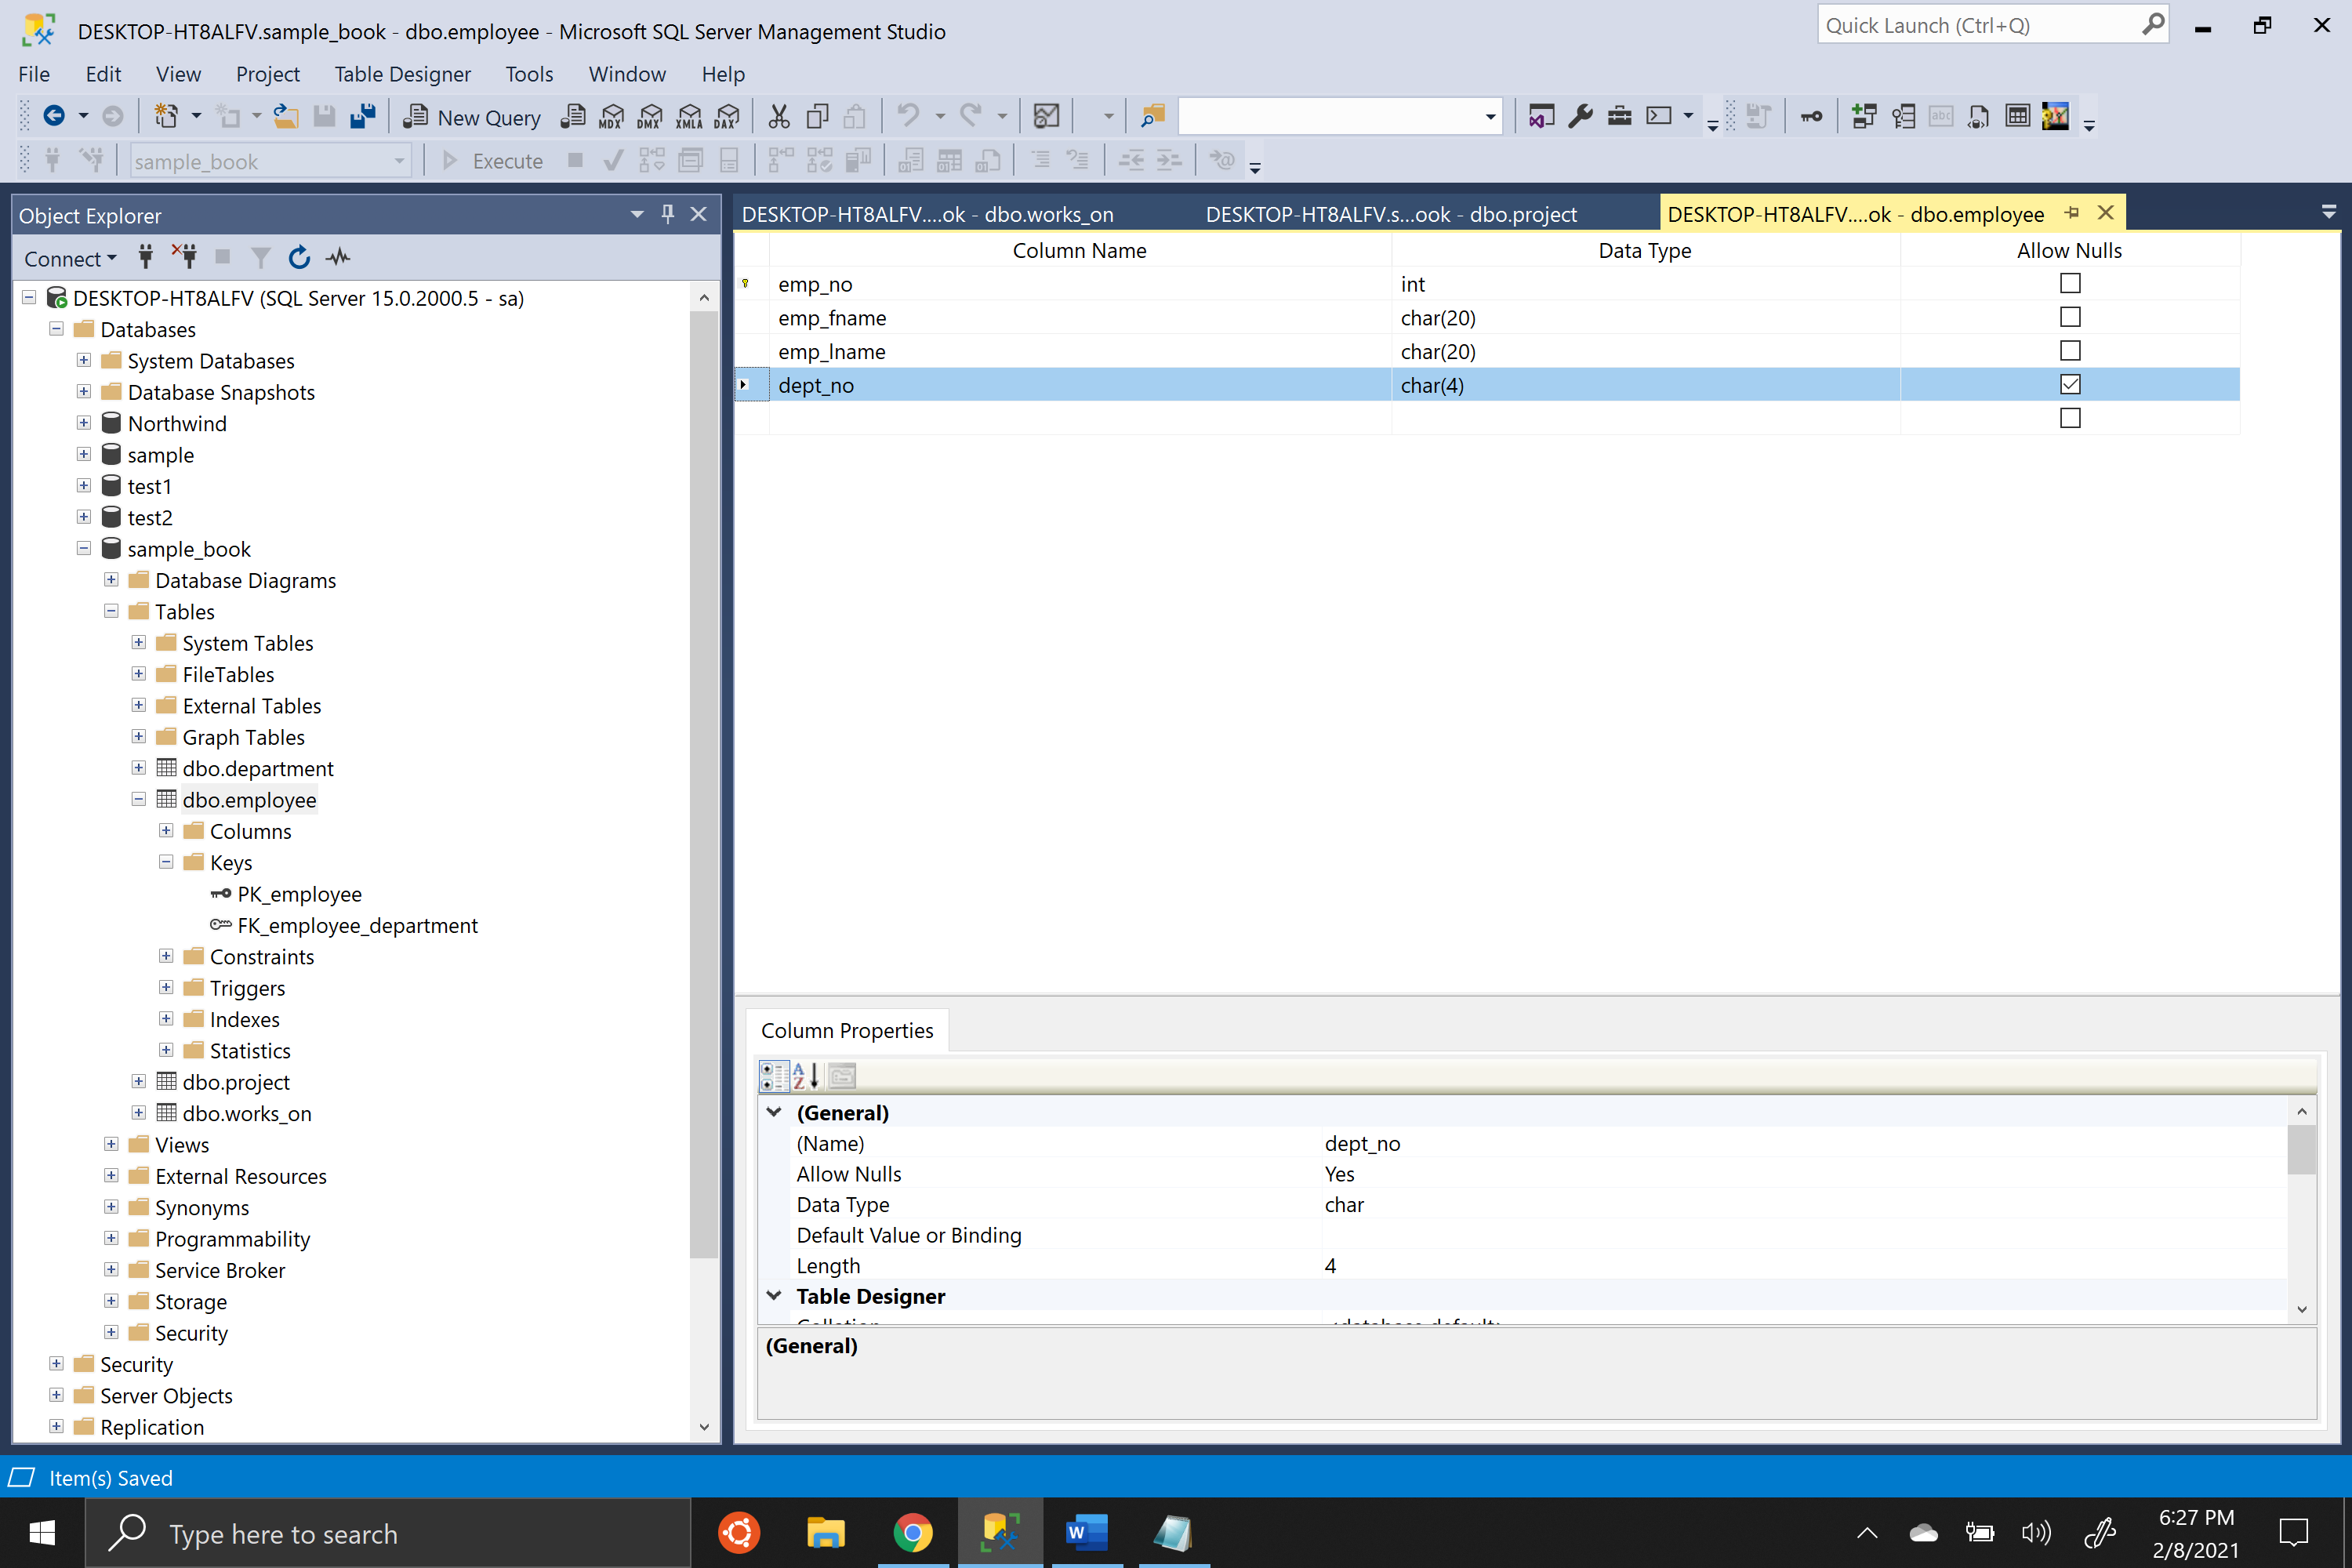 DESKTOP-HT8ALFV.sample_book - dbo.employee - Microsoft SQL Server Management Studio
Quick Launch (Ctrl+Q)
File Edit View Project Table Designer Tools Window Help
New Query MDX DMX XMLA DAX
sample_book Execute
Object Explorer
Connect
DESKTOP-HT8ALFV (SQL Server 15.0.2000.5 - sa)
Databases
System Databases
Database Snapshots
Northwind
sample
test1
test2
sample_book
Database Diagrams
Tables
System Tables
FileTables
External Tables
Graph Tables
dbo.department
dbo.employee
Columns
Keys
PK_employee
FK_employee_department
Constraints
Triggers
Indexes
Statistics
dbo.project
dbo.works_on
Views
External Resources
Synonyms
Programmability
Service Broker
Storage
Security
Security
Server Objects
Replication
DESKTOP-HT8ALFV....ok - dbo.works_on DESKTOP-HT8ALFV.s...ook - dbo.project DESKTOP-HT8ALFV....ok - dbo.employee
Column Name Data Type Allow Nulls
emp_no int
emp_fname char(20)
emp_lname char(20)
dept_no char(4)
Column Properties
(General)
(Name) dept_no
Allow Nulls Yes
Data Type char
Default Value or Binding
Length 4
Table Designer
Collation <database default>
(General)
Item(s) Saved
Type here to search
6:27 PM
2/8/2021